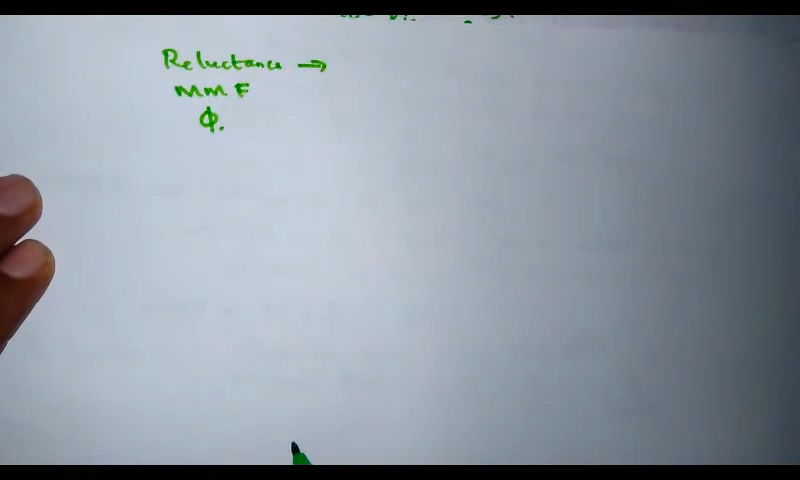 Reluctance →
MMF
Φ.